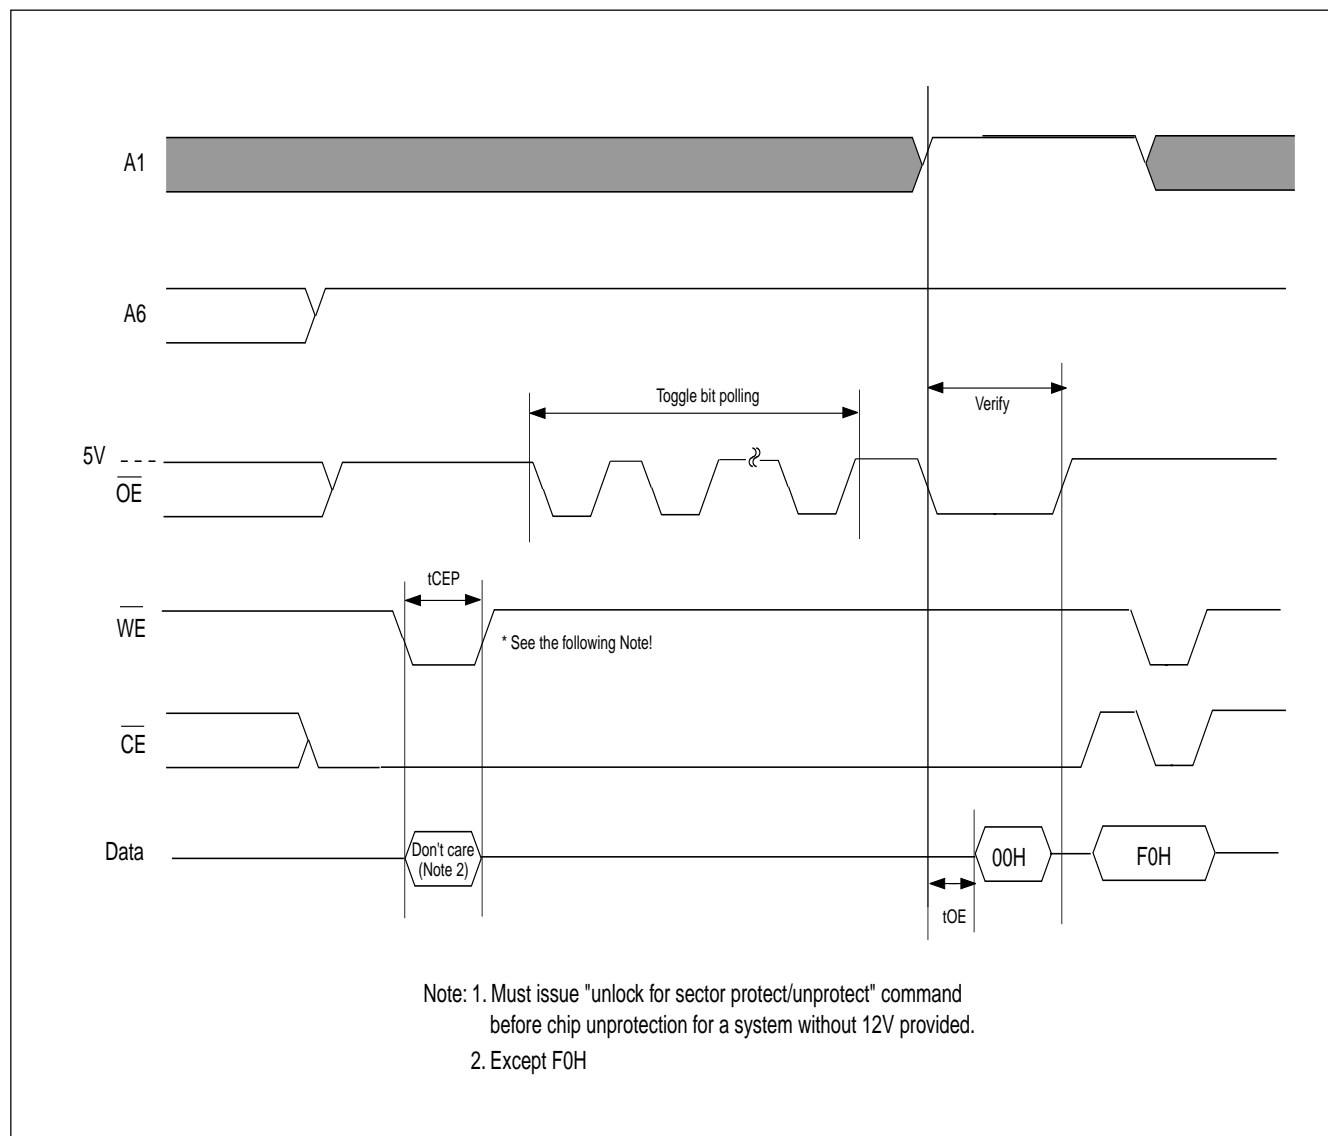 A1
A6
Toggle bit polling
Verify
5V
OE
tCEP
WE
* See the following Note!
CE
Data
Don't care
(Note 2)
00H
F0H
tOE
Note: 1. Must issue "unlock for sector protect/unprotect" command
before chip unprotection for a system without 12V provided.
2. Except F0H